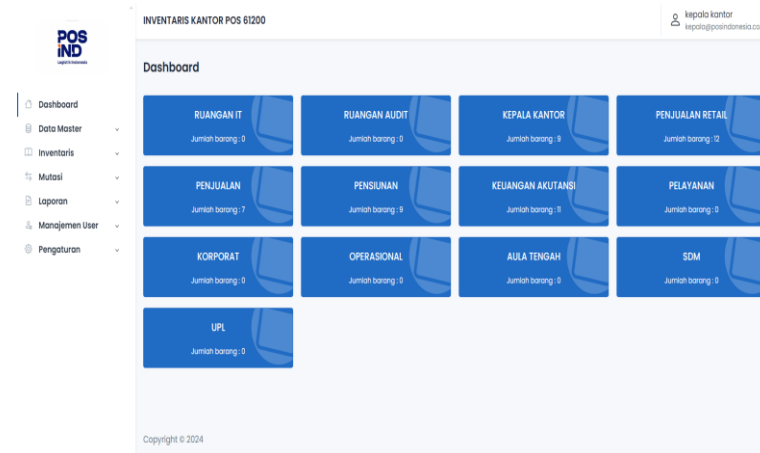 POS
IND
Logistik Indonesia
INVENTARIS KANTOR POS 61200
kepala kantor
kepala@posindonesia.co
Dashboard
Data Master
Inventaris
Mutasi
Laporan
Manajemen User
Pengaturan
Dashboard
RUANGAN IT
Jumlah barang : 0
RUANGAN AUDIT
Jumlah barang : 0
KEPALA KANTOR
Jumlah barang : 9
PENJUALAN RETAIL
Jumlah barang : 12
PENJUALAN
Jumlah barang : 7
PENSIUNAN
Jumlah barang : 9
KEUANGAN AKUTANSI
Jumlah barang : 11
PELAYANAN
Jumlah barang : 0
KORPORAT
Jumlah barang : 0
OPERASIONAL
Jumlah barang : 0
AULA TENGAH
Jumlah barang : 0
SDM
Jumlah barang : 0
UPL
Jumlah barang : 0
Copyright © 2024